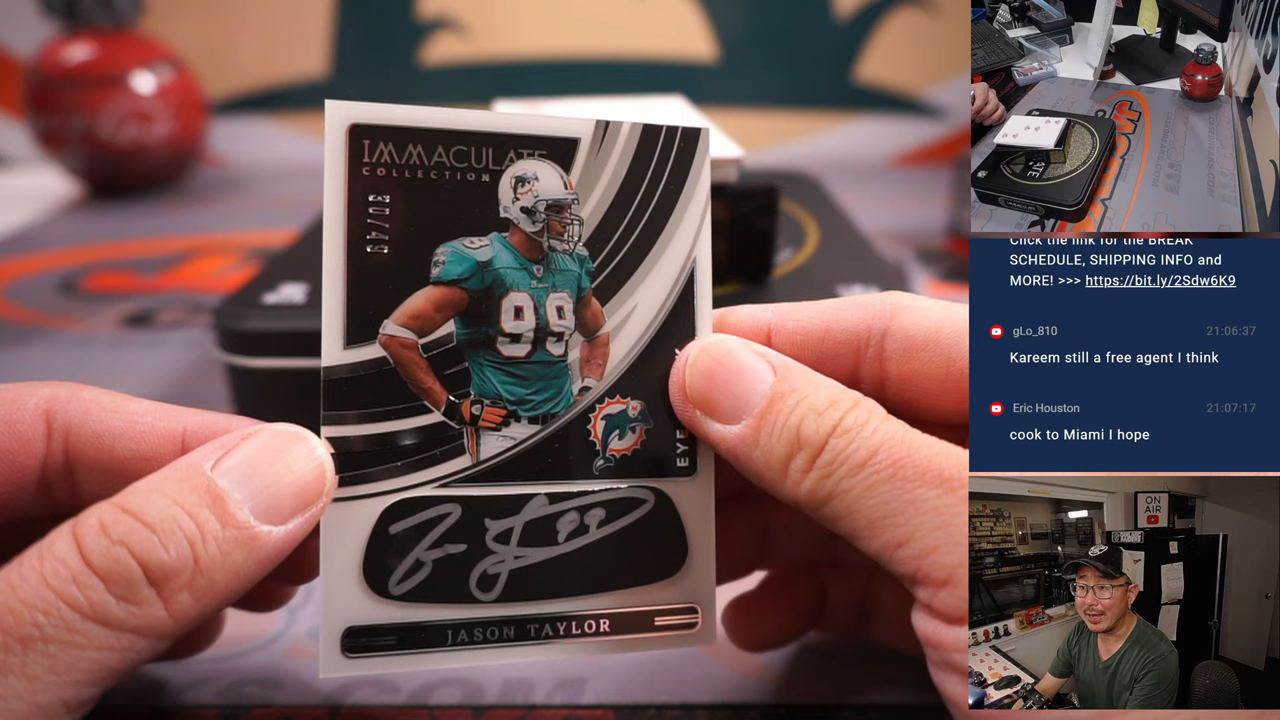 IMMACULATE
COLLECTION
30/49
99
EYE
99
JASON TAYLOR
Click the link for the BREAK
SCHEDULE, SHIPPING INFO and
MORE! >>> https://bit.ly/2Sdw6K9
gLo_810 21:06:37
Kareem still a free agent I think
Eric Houston 21:07:17
cook to Miami I hope
ON
AIR